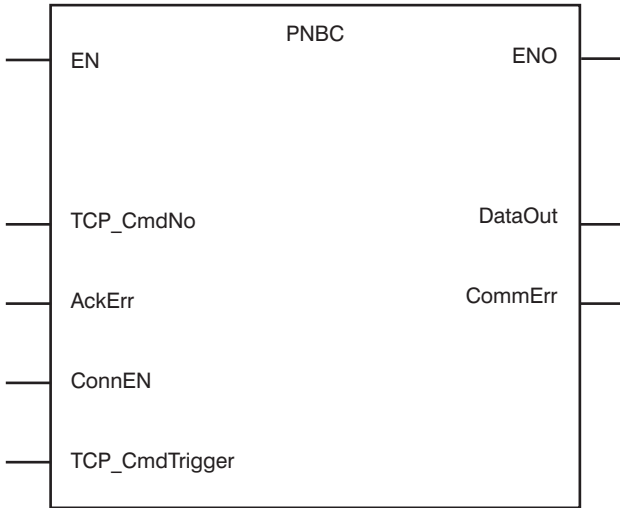 PNBC
EN
ENO
TCP_CmdNo
DataOut
AckErr
CommErr
ConnEN
TCP_CmdTrigger